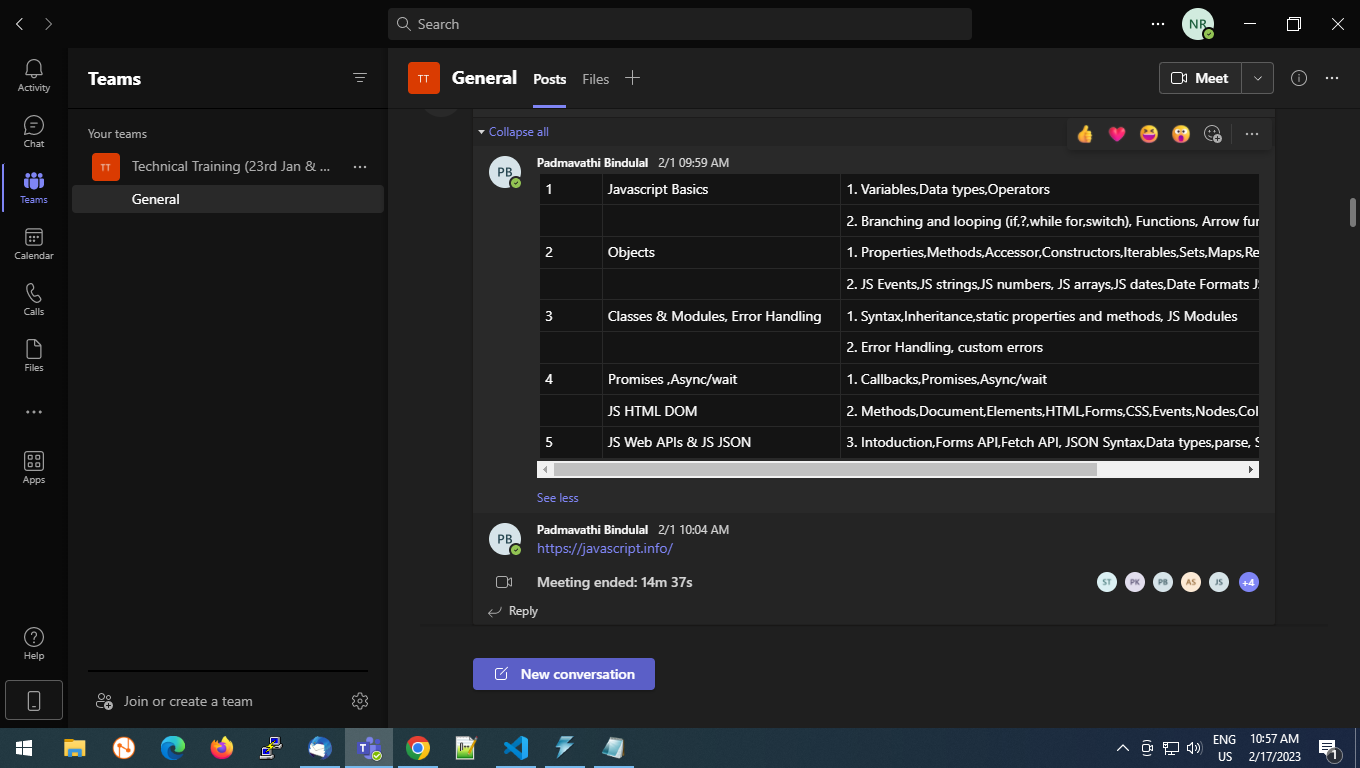 Search
NR
Activity
Chat
Teams
Calendar
Calls
Files
Apps
Help
Teams
Your teams
TT
Technical Training (23rd Jan & ...
General
Join or create a team
TT
General
Posts
Files
Meet
Collapse all
PB
Padmavathi Bindulal 2/1 09:59 AM
1 Javascript Basics 1. Variables,Data types,Operators
2. Branching and looping (if,?,while for,switch), Functions, Arrow fur
2 Objects 1. Properties,Methods,Accessor,Constructors,Iterables,Sets,Maps,Re
2. JS Events,JS strings,JS numbers, JS arrays,JS dates,Date Formats JS
3 Classes & Modules, Error Handling 1. Syntax,Inheritance,static properties and methods, JS Modules
2. Error Handling, custom errors
4 Promises ,Async/wait 1. Callbacks,Promises,Async/wait
JS HTML DOM 2. Methods,Document,Elements,HTML,Forms,CSS,Events,Nodes,Col
5 JS Web APIs & JS JSON 3. Intoduction,Forms API,Fetch API, JSON Syntax,Data types,parse, S
See less
PB
Padmavathi Bindulal 2/1 10:04 AM
https://javascript.info/
Meeting ended: 14m 37s
ST PK PB AS JS +4
Reply
New conversation
ENG
US
10:57 AM
2/17/2023
1